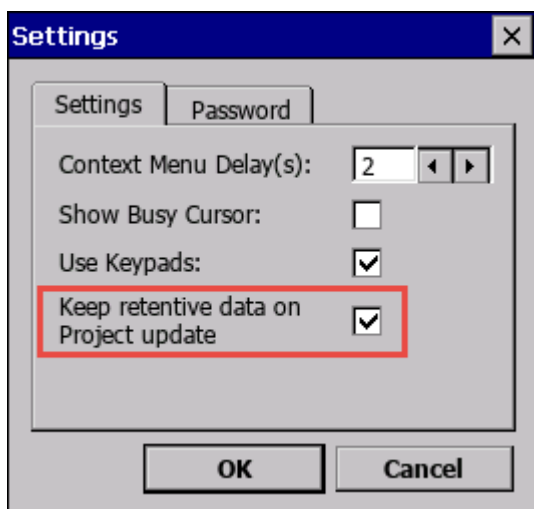 Settings
Settings
Password
Context Menu Delay(s):
2
Show Busy Cursor:
Use Keypads:
Keep retentive data on
Project update
OK
Cancel